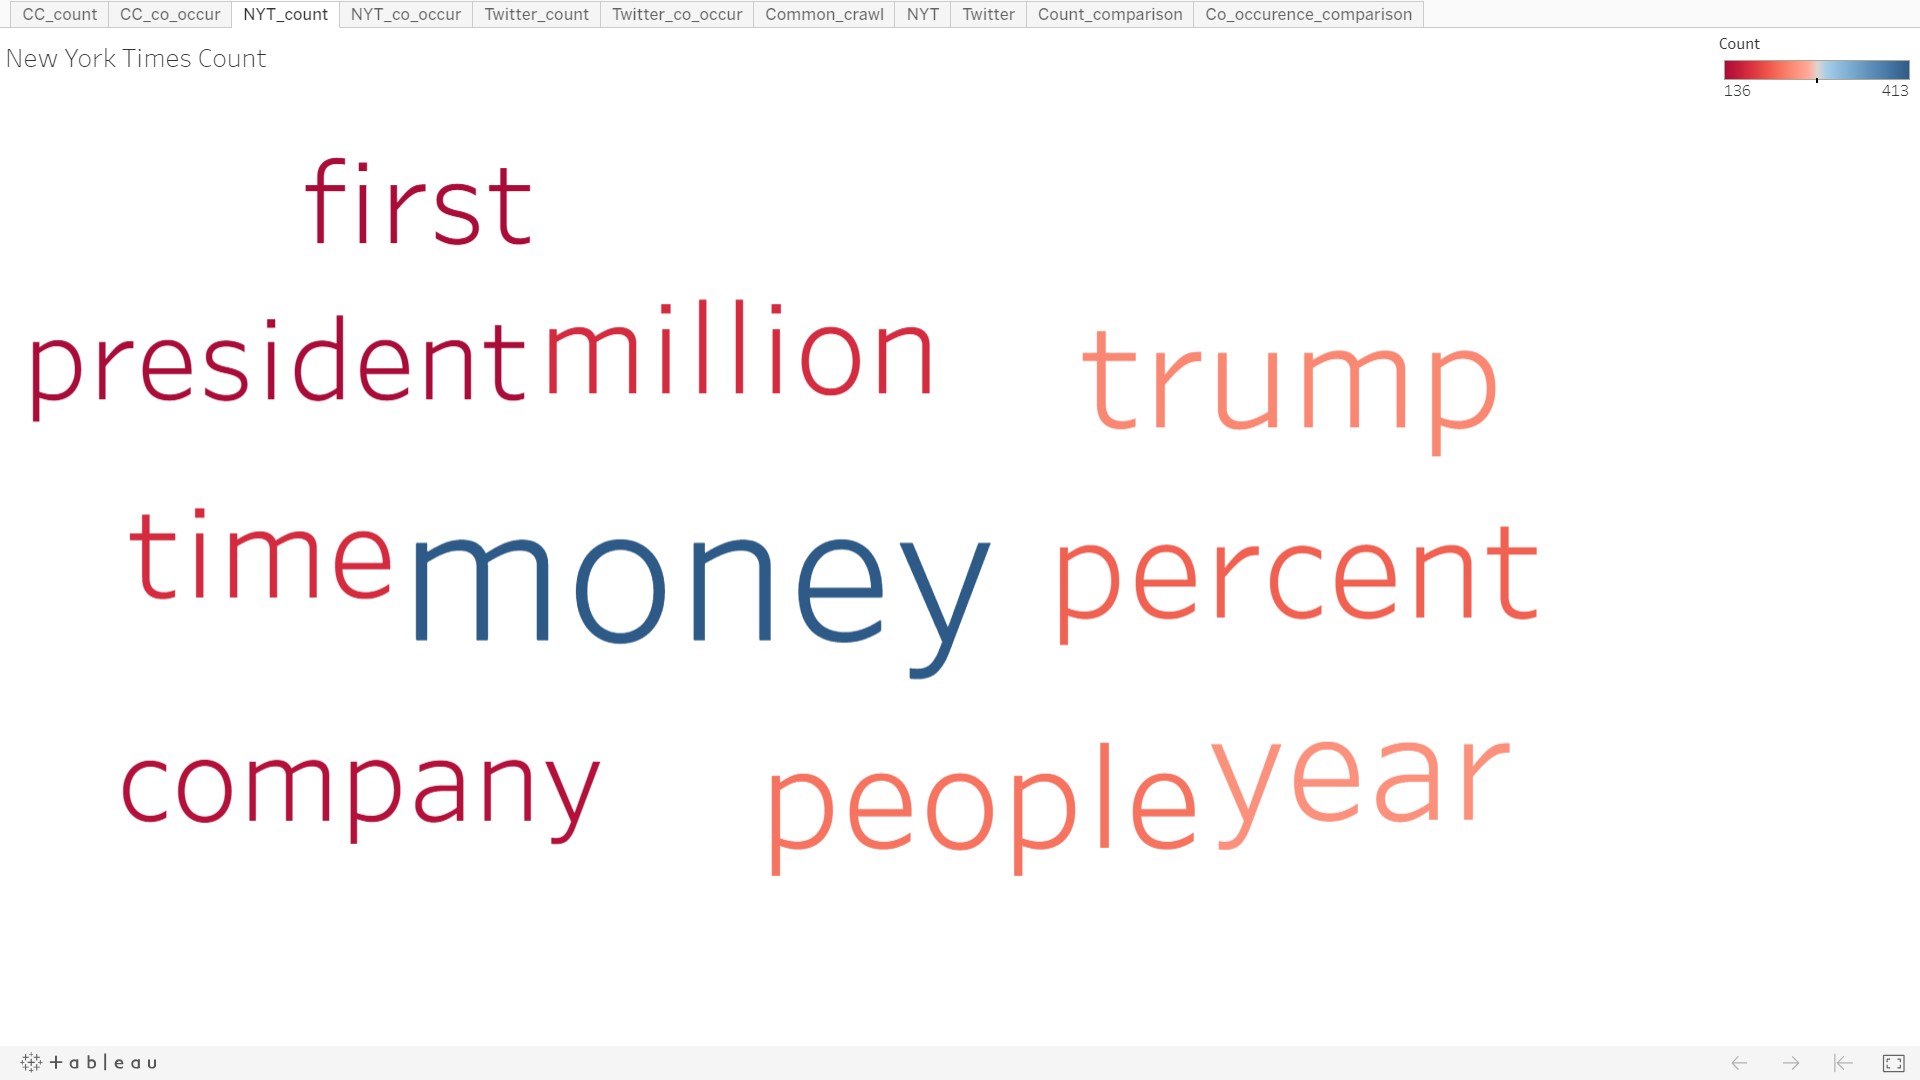 CC_count CC_co_occur NYT_count NYT_co_occur Twitter_count Twitter_co_occur Common_crawl NYT Twitter Count_comparison Co_occurence_comparison
New York Times Count
Count
136 413
first
president million trump
time money percent
company people year
+ a b | e a u